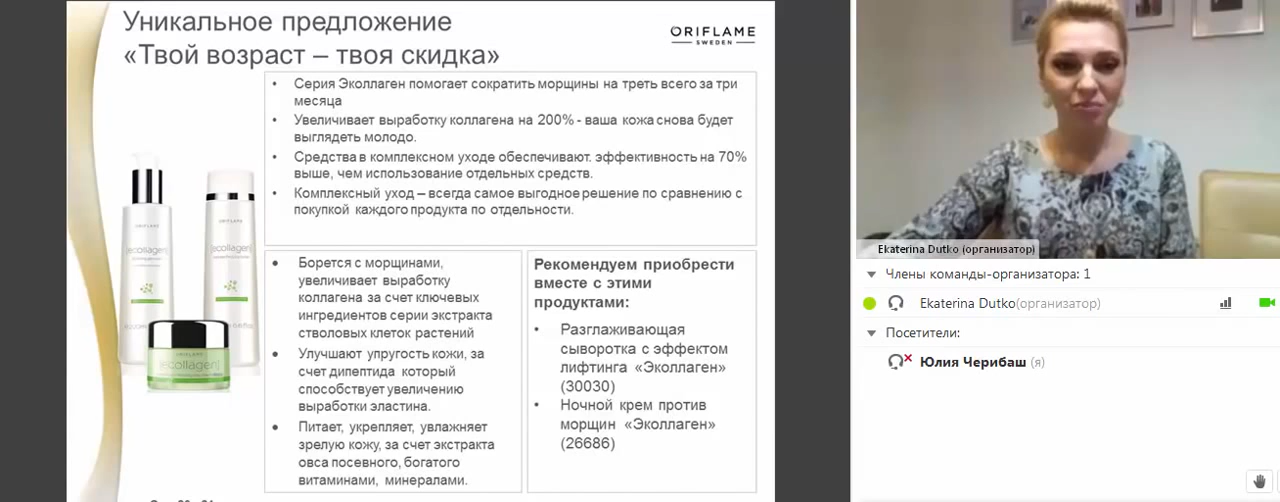 Уникальное предложение
«Твой возраст – твоя скидка»
ORIFLAME
SWEDEN
• Серия Эколлаген помогает сократить морщины на треть всего за три
месяца
• Увеличивает выработку коллагена на 200% - ваша кожа снова будет
выглядеть молодо.
• Средства в комплексном уходе обеспечивают. эффективность на 70%
выше, чем использование отдельных средств.
• Комплексный уход – всегда самое выгодное решение по сравнению с
покупкой каждого продукта по отдельности.
ORIFLAME
[ecollagen]
ORIFLAME
[ecollagen]
ORIFLAME
[ecollagen]
• Борется с морщинами,
увеличивает выработку
коллагена за счет ключевых
ингредиентов серии экстракта
стволовых клеток растений
• Улучшают упругость кожи, за
счет дипептида который
способствует увеличению
выработки эластина.
• Питает, укрепляет, увлажняет
зрелую кожу, за счет экстракта
овса посевного, богатого
витаминами, минералами.
Рекомендуем приобрести
вместе с этими
продуктами:
• Разглаживающая
сыворотка с эффектом
лифтинга «Эколлаген»
(30030)
• Ночной крем против
морщин «Эколлаген»
(26686)
Ekaterina Dutko (организатор)
Члены команды-организатора: 1
Ekaterina Dutko(организатор)
Посетители:
Юлия Черибаш (я)